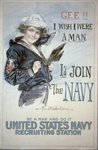 GEE !!
I WISH I WERE
A MAN
I'd JOIN
The NAVY
BE A MAN AND DO IT
UNITED STATES NAVY
RECRUITING STATION